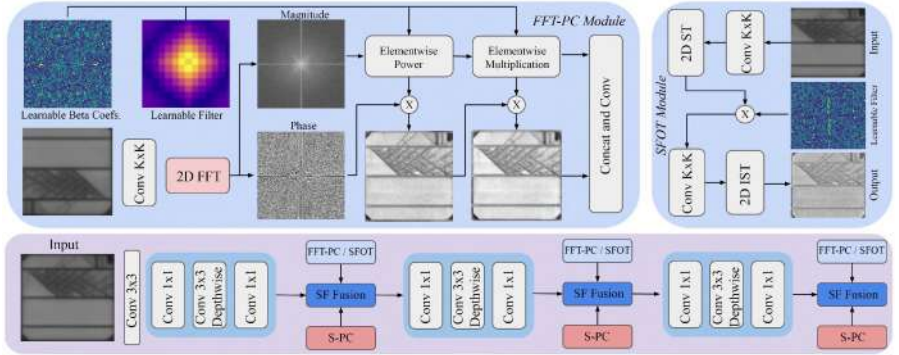 Magnitude
FFT-PC Module
Elementwise
Power
Elementwise
Multiplication
Learnable Beta Coefs.
Learnable Filter
X
X
Phase
Conv KxK
2D FFT
Concat and Conv
SFOT Module
2D ST
Conv KxK
Input
X
Learnable Filter
Conv KxK
2D IST
Output
Input
Conv 3x3
Conv 1x1
Conv 3x3
Depthwise
Conv 1x1
FFT-PC / SFOT
SF Fusion
S-PC
Conv 1x1
Conv 3x3
Depthwise
Conv 1x1
FFT-PC / SFOT
SF Fusion
S-PC
Conv 1x1
Conv 3x3
Depthwise
Conv 1x1
FFT-PC / SFOT
SF Fusion
S-PC